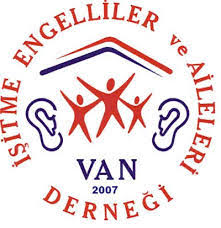 İŞİTME ENGELLİLER ve AİLELERİ
VAN
2007
DERNEĞİ